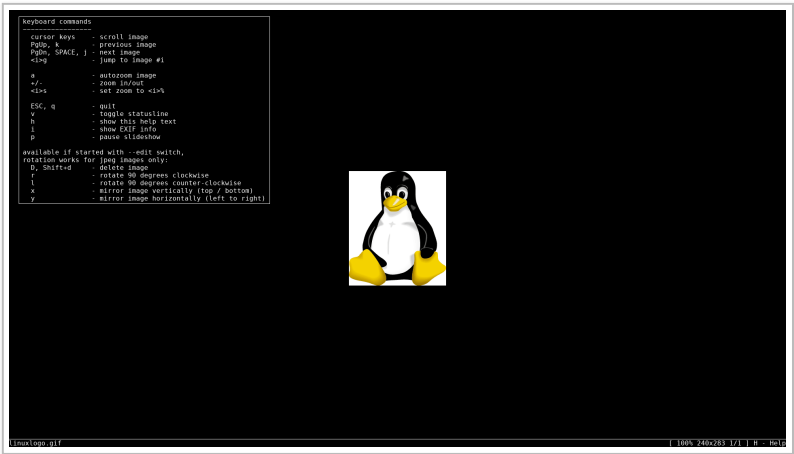 keyboard commands
~~~~~~~~~~~~~~~~~
cursor keys - scroll image
PgUp, k - previous image
PgDn, SPACE, j - next image
<i>g - jump to image #i
a - autozoom image
+/- - zoom in/out
<i>s - set zoom to <i>%
ESC, q - quit
v - toggle statusline
h - show this help text
i - show EXIF info
p - pause slideshow
available if started with --edit switch,
rotation works for jpeg images only:
D, Shift+d - delete image
r - rotate 90 degrees clockwise
l - rotate 90 degrees counter-clockwise
x - mirror image vertically (top / bottom)
y - mirror image horizontally (left to right)
linuxlogo.gif [ 100% 240x283 1/1 ] H - Help